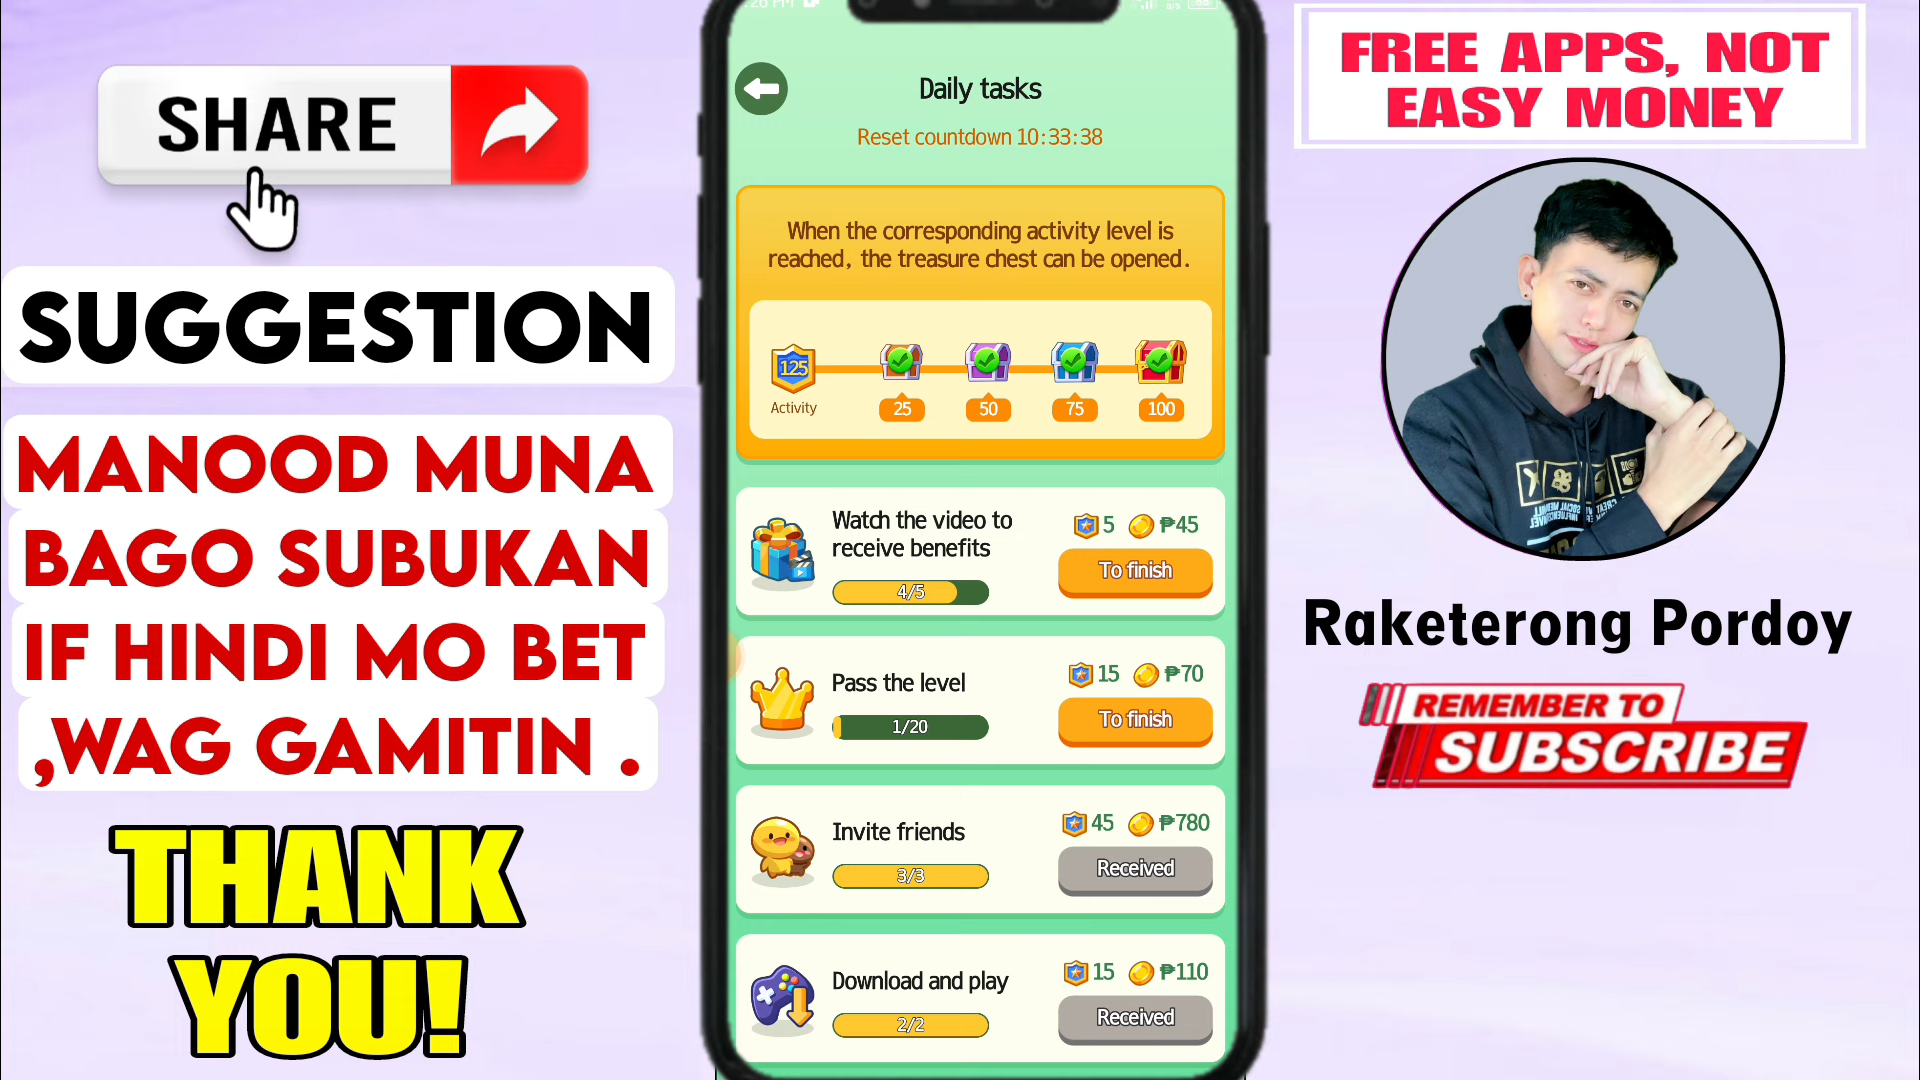 SHARE
SUGGESTION
MANOOD MUNA
BAGO SUBUKAN
IF HINDI MO BET
,WAG GAMITIN .
THANK
YOU!
Daily tasks
Reset countdown 10:33:38
When the corresponding activity level is
reached, the treasure chest can be opened.
125
Activity
25
50
75
100
Watch the video to
receive benefits
4/5
5
₱45
To finish
Pass the level
1/20
15
₱70
To finish
Invite friends
3/3
45
₱780
Received
Download and play
2/2
15
₱110
Received
FREE APPS, NOT
EASY MONEY
Raketerong Pordoy
REMEMBER TO
SUBSCRIBE